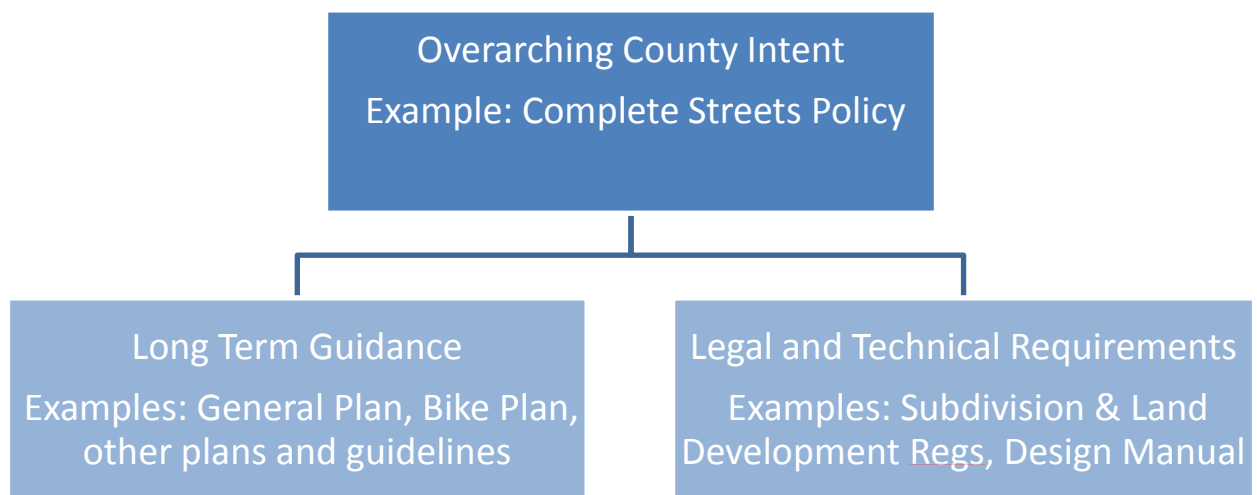 Overarching County Intent
Example: Complete Streets Policy
Long Term Guidance
Examples: General Plan, Bike Plan,
other plans and guidelines
Legal and Technical Requirements
Examples: Subdivision & Land
Development Regs, Design Manual